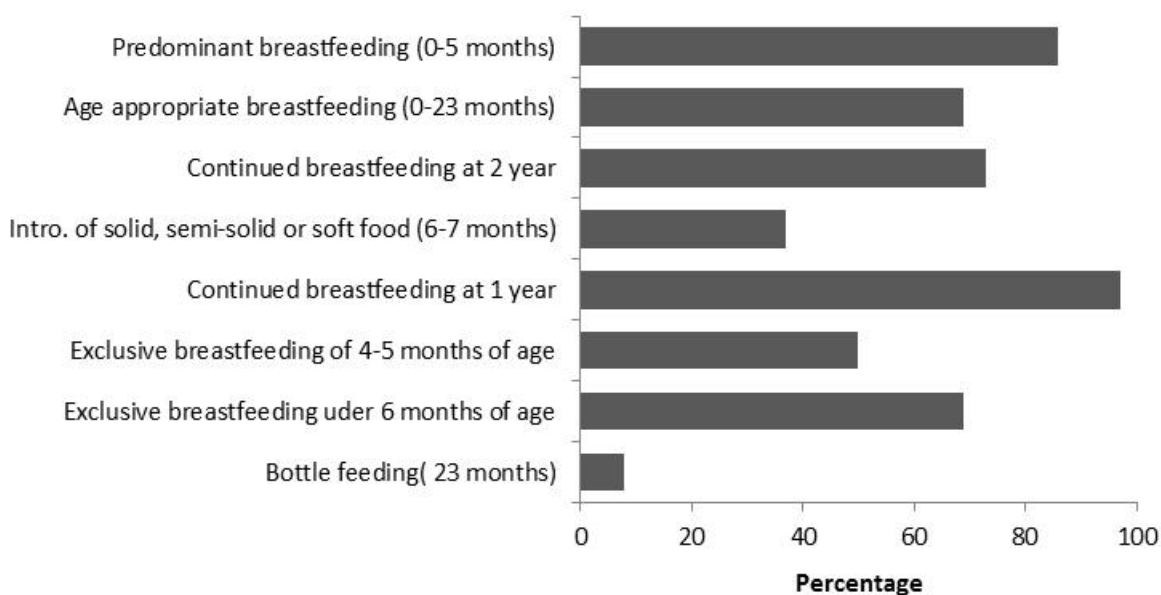 Predominant breastfeeding (0-5 months)
Age appropriate breastfeeding (0-23 months)
Continued breastfeeding at 2 year
Intro. of solid, semi-solid or soft food (6-7 months)
Continued breastfeeding at 1 year
Exclusive breastfeeding of 4-5 months of age
Exclusive breastfeeding uder 6 months of age
Bottle feeding( 23 months)
0 20 40 60 80 100
Percentage